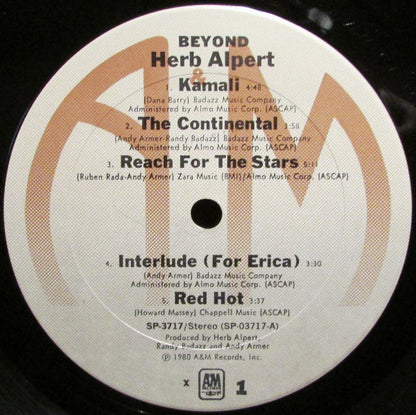 BEYOND
Herb Alpert
&
1. Kamali 4:48
(Dana Batry) Badazz Music Company
Administered by Almo Music Corp. (ASCAP)
2. The Continental 3:58
(Andy Armer-Randy Badazz) Badazz Music Company
Administered by Almo Music Corp. (ASCAP)
3. Reach For The Stars 5:11
(Ruben Rada-Andy Armer) Zara Music (BMI)/Almo Music Corp. (ASCAP)
4. Interlude (For Erica) 3:30
(Andy Armer) Badazz Music Company
Administered by Almo Music Corp. (ASCAP)
5. Red Hot 3:37
(Howard Massey) Chappell Music (ASCAP)
SP-3717/Stereo (SP-03717-A)
Produced by Herb Alpert,
Randy Badazz and Andy Armer
Ⓟ 1980 A&M Records, Inc.
x A&M RECORDS 1
A&M